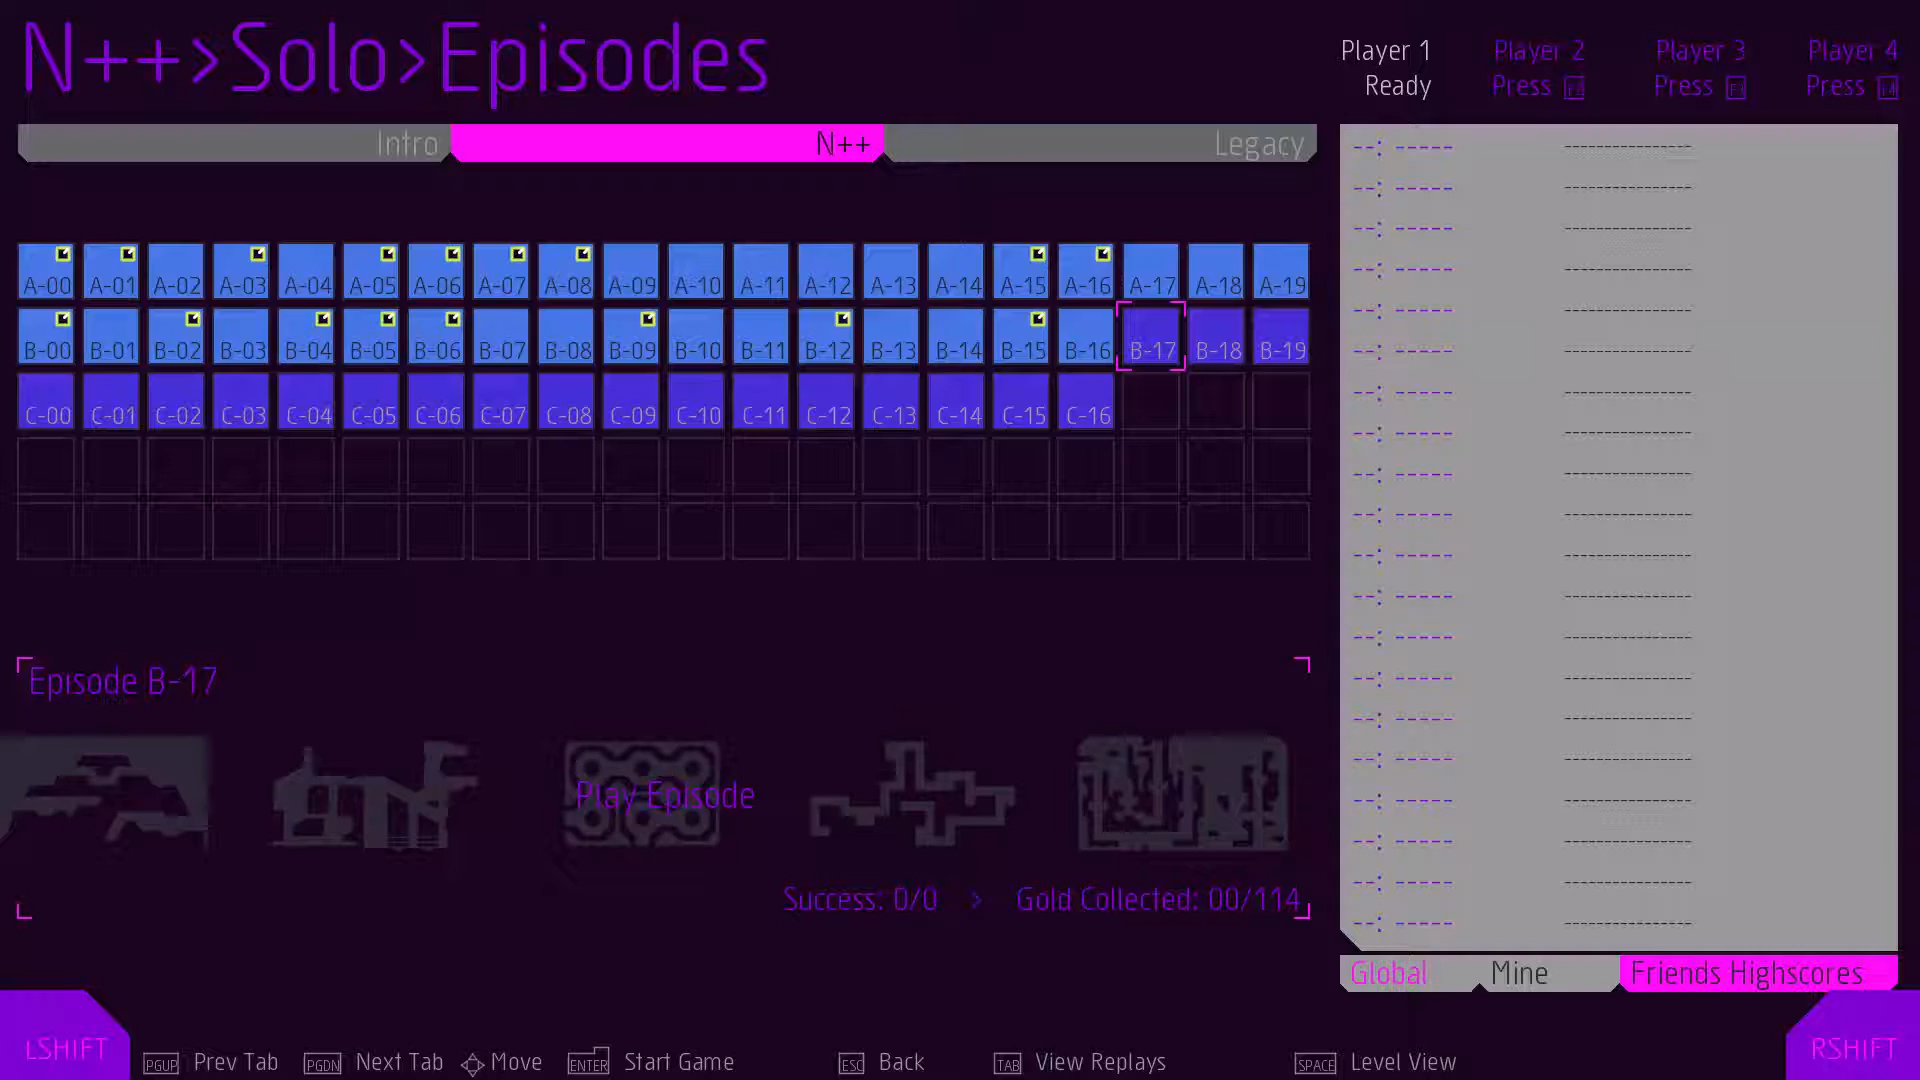 N++>Solo>Episodes
Player 1 Player 2 Player 3 Player 4
Ready Press F2 Press F3 Press F4
Intro N++ Legacy
A-00 A-01 A-02 A-03 A-04 A-05 A-06 A-07 A-08 A-09 A-10 A-11 A-12 A-13 A-14 A-15 A-16 A-17 A-18 A-19
B-00 B-01 B-02 B-03 B-04 B-05 B-06 B-07 B-08 B-09 B-10 B-11 B-12 B-13 B-14 B-15 B-16 B-17 B-18 B-19
C-00 C-01 C-02 C-03 C-04 C-05 C-06 C-07 C-08 C-09 C-10 C-11 C-12 C-13 C-14 C-15 C-16
Episode B-17
Play Episode
Success: 0/0 > Gold Collected: 00/114
Global Mine Friends Highscores
LSHIFT PGUP Prev Tab PGDN Next Tab Move ENTER Start Game ESC Back TAB View Replays SPACE Level View RSHIFT